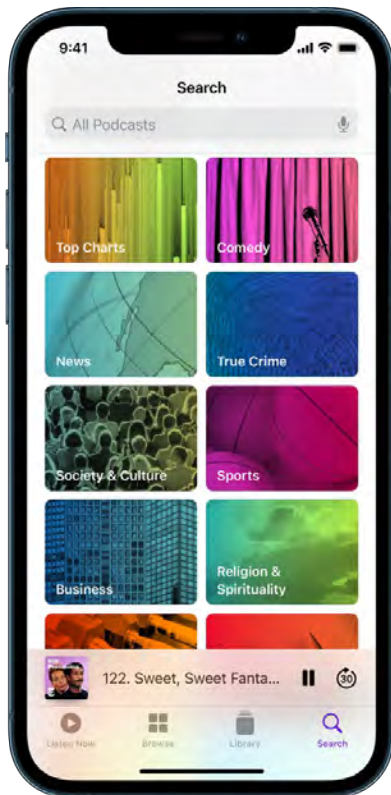 9:41
Search
All Podcasts
Top Charts
Comedy
News
True Crime
Society & Culture
Sports
Business
Religion &
Spirituality
122. Sweet, Sweet Fanta...
30
Listen Now
Browse
Library
Search